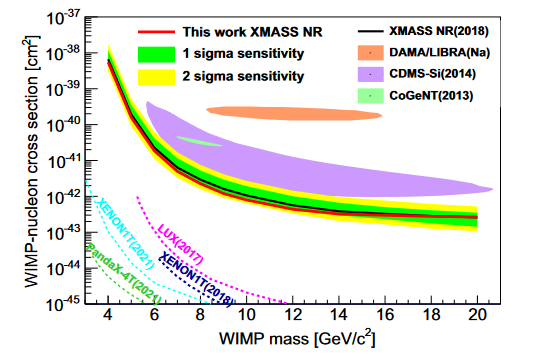 WIMP-nucleon cross section [cm²]
10⁻³⁷
10⁻³⁸
10⁻³⁹
10⁻⁴⁰
10⁻⁴¹
10⁻⁴²
10⁻⁴³
10⁻⁴⁴
10⁻⁴⁵
This work XMASS NR
1 sigma sensitivity
2 sigma sensitivity
XMASS NR(2018)
DAMA/LIBRA(Na)
CDMS-Si(2014)
CoGeNT(2013)
XENON1T(2021)
PandaX-4T(2021)
LUX(2017)
XENON1T(2018)
4 6 8 10 12 14 16 18 20
WIMP mass [GeV/c²]